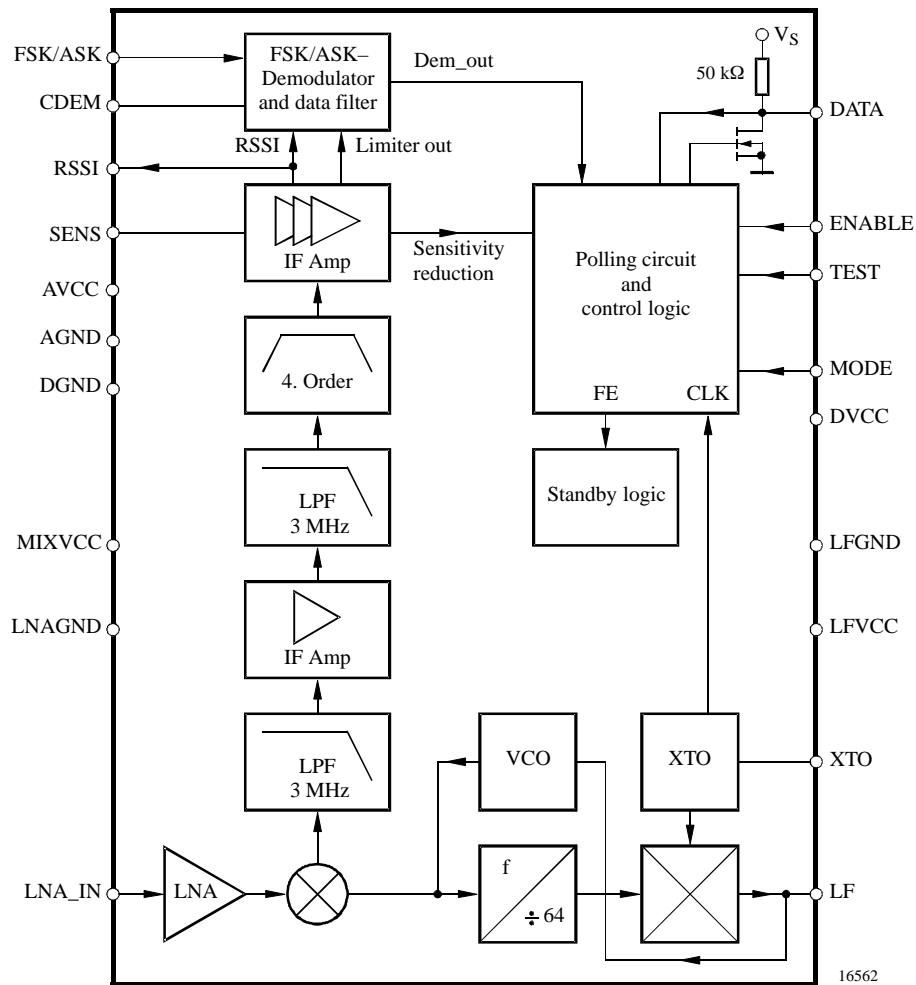 FSK/ASK
CDEM
RSSI
SENS
AVCC
AGND
DGND
MIXVCC
LNAGND
LNA_IN
FSK/ASK–
Demodulator
and data filter
Dem_out
RSSI
Limiter out
IF Amp
Sensitivity
reduction
4. Order
LPF
3 MHz
IF Amp
LPF
3 MHz
LNA
VCO
f
÷ 64
XTO
Polling circuit
and
control logic
FE
CLK
Standby logic
VS
50 kΩ
DATA
ENABLE
TEST
MODE
DVCC
LFGND
LFVCC
XTO
LF
16562